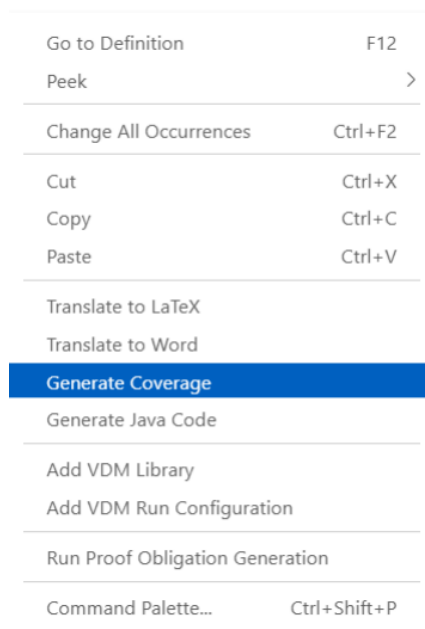 Go to Definition F12
Peek >
Change All Occurrences Ctrl+F2
Cut Ctrl+X
Copy Ctrl+C
Paste Ctrl+V
Translate to LaTeX
Translate to Word
Generate Coverage
Generate Java Code
Add VDM Library
Add VDM Run Configuration
Run Proof Obligation Generation
Command Palette... Ctrl+Shift+P